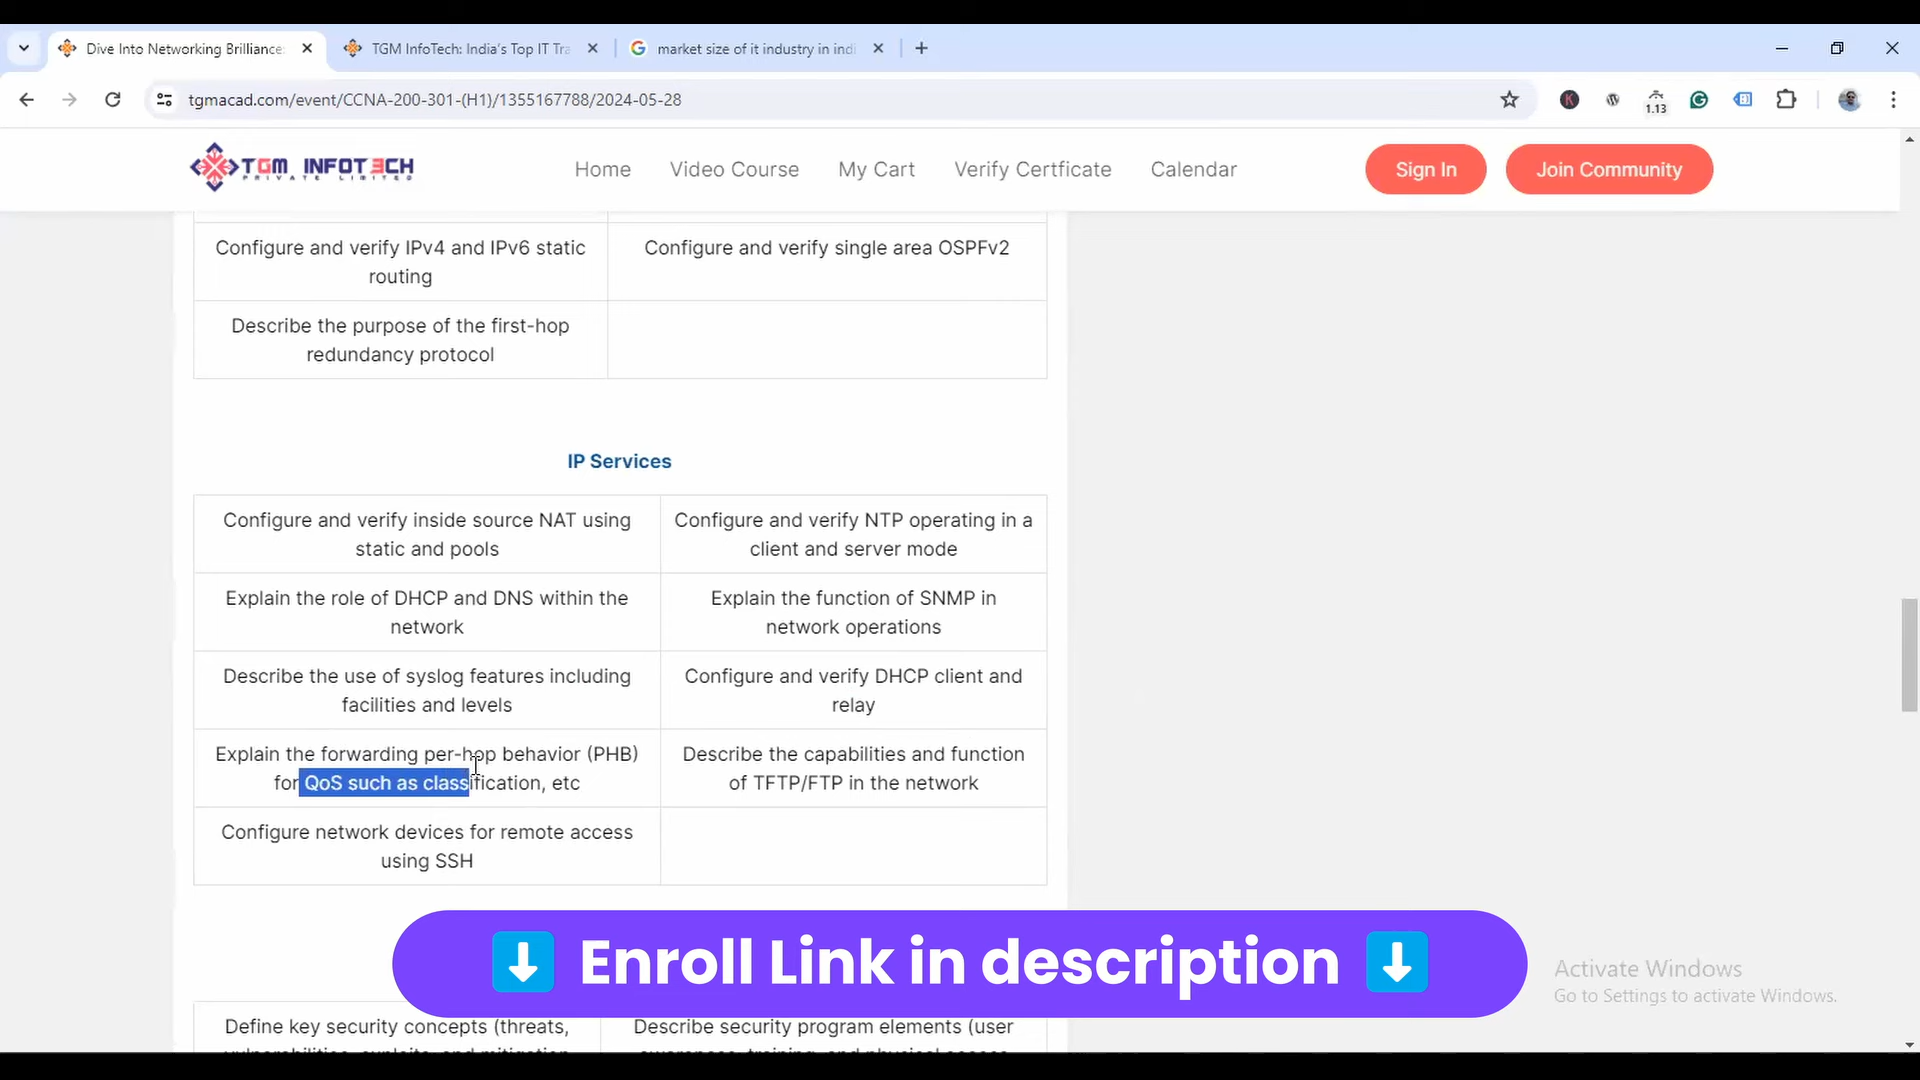 Dive Into Networking Brilliance:
TGM InfoTech: India's Top IT Tra
market size of it industry in indi
tgmacad.com/event/CCNA-200-301-(H1)/1355167788/2024-05-28
K
1.13
TGM INFOT3CH
PRIVATE LIMITED
Home
Video Course
My Cart
Verify Certficate
Calendar
Sign In
Join Community
Configure and verify IPv4 and IPv6 static
routing
Configure and verify single area OSPFv2
Describe the purpose of the first-hop
redundancy protocol
IP Services
Configure and verify inside source NAT using
static and pools
Configure and verify NTP operating in a
client and server mode
Explain the role of DHCP and DNS within the
network
Explain the function of SNMP in
network operations
Describe the use of syslog features including
facilities and levels
Configure and verify DHCP client and
relay
Explain the forwarding per-hop behavior (PHB)
for QoS such as classification, etc
Describe the capabilities and function
of TFTP/FTP in the network
Configure network devices for remote access
using SSH
Enroll Link in description
Activate Windows
Go to Settings to activate Windows.
Define key security concepts (threats,
Describe security program elements (user